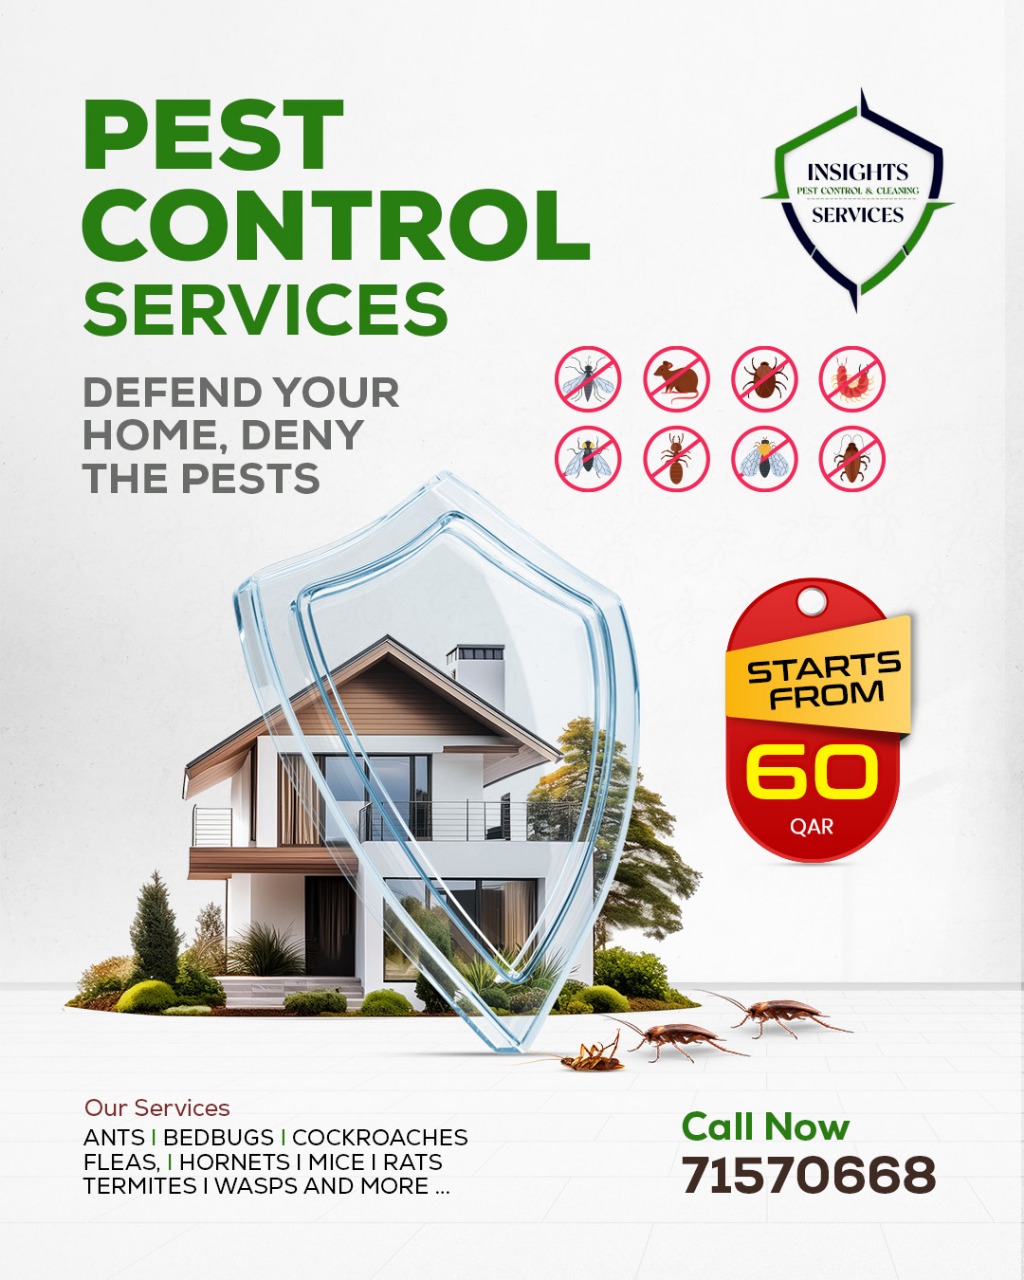 PEST
CONTROL
SERVICES
DEFEND YOUR
HOME, DENY
THE PESTS
INSIGHTS
PEST CONTROL & CLEANING
SERVICES
STARTS
FROM
60
QAR
Our Services
ANTS I BEDBUGS I COCKROACHES
FLEAS, I HORNETS I MICE I RATS
TERMITES I WASPS AND MORE ...
Call Now
71570668